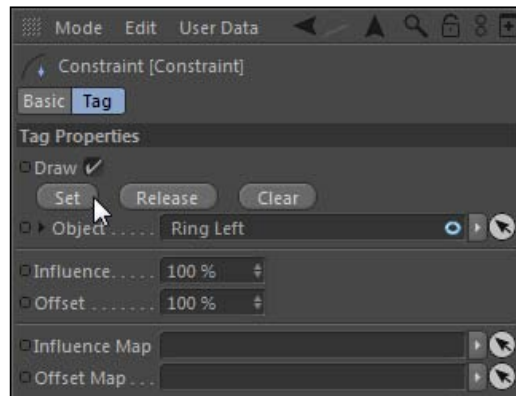 Mode Edit User Data
Constraint [Constraint]
Basic Tag
Tag Properties
Draw
Set Release Clear
Object . . . . . Ring Left
Influence. . . . . 100 %
Offset . . . . . . . 100 %
Influence Map
Offset Map . . .